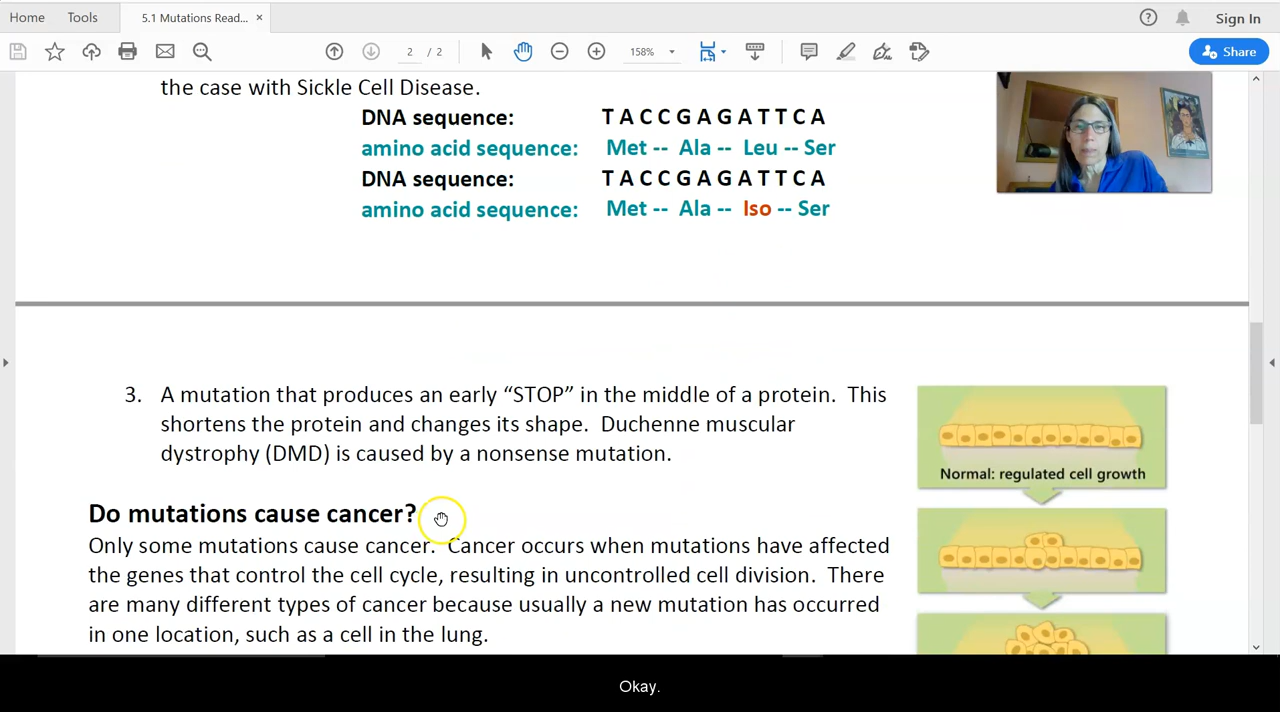 Home
Tools
5.1 Mutations Read... ×
Sign In
2 / 2
158%
Share
the case with Sickle Cell Disease.
DNA sequence: T A C C G A G A T T C A
amino acid sequence: Met -- Ala -- Leu -- Ser
DNA sequence: T A C C G A G A T T C A
amino acid sequence: Met -- Ala -- Iso -- Ser
3. A mutation that produces an early “STOP” in the middle of a protein. This
shortens the protein and changes its shape. Duchenne muscular
dystrophy (DMD) is caused by a nonsense mutation.
Normal: regulated cell growth
Do mutations cause cancer?
Only some mutations cause cancer. Cancer occurs when mutations have affected
the genes that control the cell cycle, resulting in uncontrolled cell division. There
are many different types of cancer because usually a new mutation has occurred
in one location, such as a cell in the lung.
Okay.